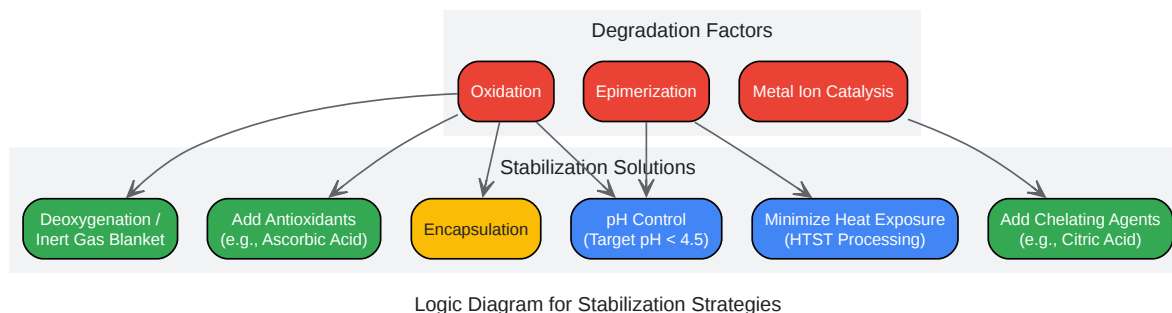 Degradation Factors
Oxidation
Epimerization
Metal Ion Catalysis
Stabilization Solutions
Deoxygenation /
Inert Gas Blanket
Add Antioxidants
(e.g., Ascorbic Acid)
Encapsulation
pH Control
(Target pH < 4.5)
Minimize Heat Exposure
(HTST Processing)
Add Chelating Agents
(e.g., Citric Acid)
Logic Diagram for Stabilization Strategies